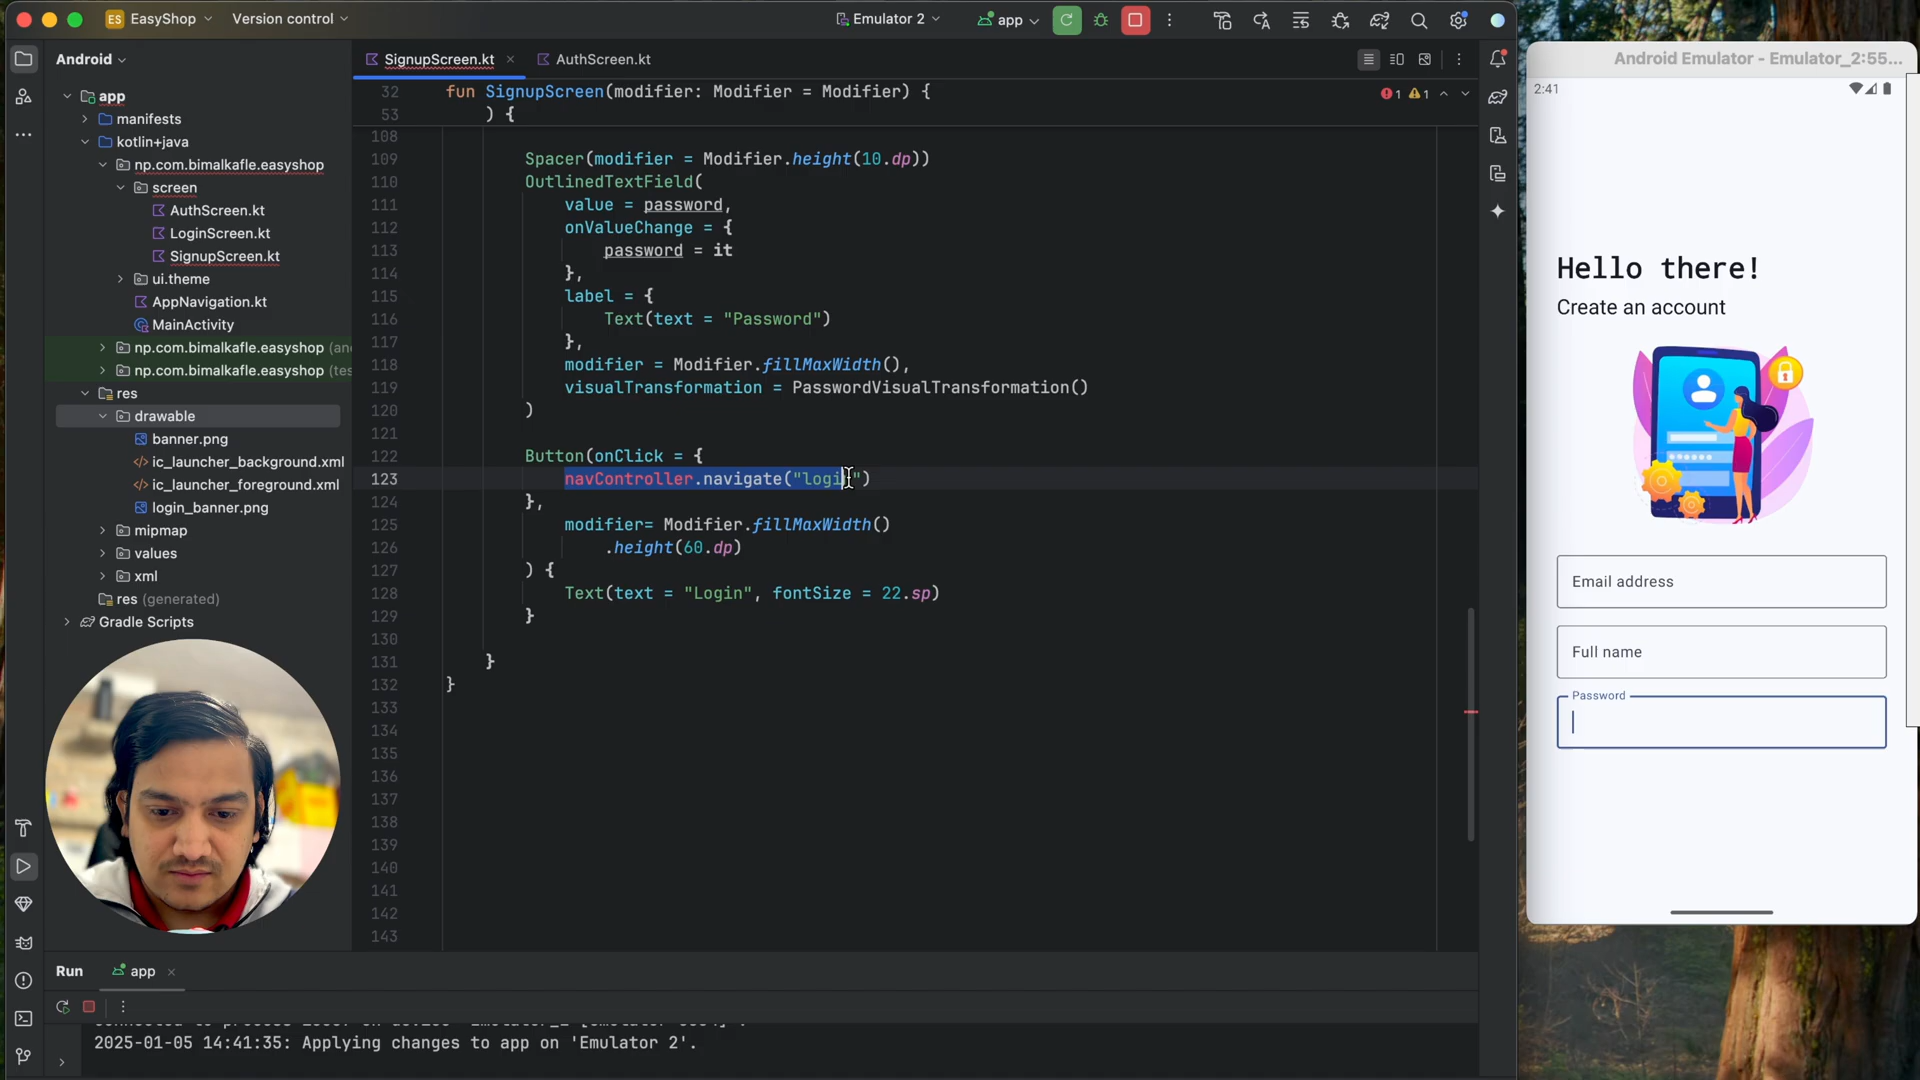 EasyShop
Version control
Emulator 2
app
Android
SignupScreen.kt
AuthScreen.kt
Android Emulator - Emulator_2:55...
2:41
app
manifests
kotlin+java
np.com.bimalkafle.easyshop
screen
AuthScreen.kt
LoginScreen.kt
SignupScreen.kt
ui.theme
AppNavigation.kt
MainActivity
np.com.bimalkafle.easyshop (an
np.com.bimalkafle.easyshop (tes
res
drawable
banner.png
ic_launcher_background.xml
ic_launcher_foreground.xml
login_banner.png
mipmap
values
xml
res (generated)
Gradle Scripts
32 fun SignupScreen(modifier: Modifier = Modifier) {
1 1
53 ) {
108
109 Spacer(modifier = Modifier.height(10.dp))
110 OutlinedTextField(
111 value = password,
112 onValueChange = {
113 password = it
114 },
115 label = {
116 Text(text = "Password")
117 },
118 modifier = Modifier.fillMaxWidth(),
119 visualTransformation = PasswordVisualTransformation()
120 )
121
122 Button(onClick = {
123 navController.navigate("login")
124 },
125 modifier= Modifier.fillMaxWidth()
126 .height(60.dp)
127 ) {
128 Text(text = "Login", fontSize = 22.sp)
129 }
130
131 }
132 }
133
134
135
136
137
138
139
140
141
142
143
Hello there!
Create an account
Email address
Full name
Password
Run
app
2025-01-05 14:41:35: Applying changes to app on 'Emulator 2'.